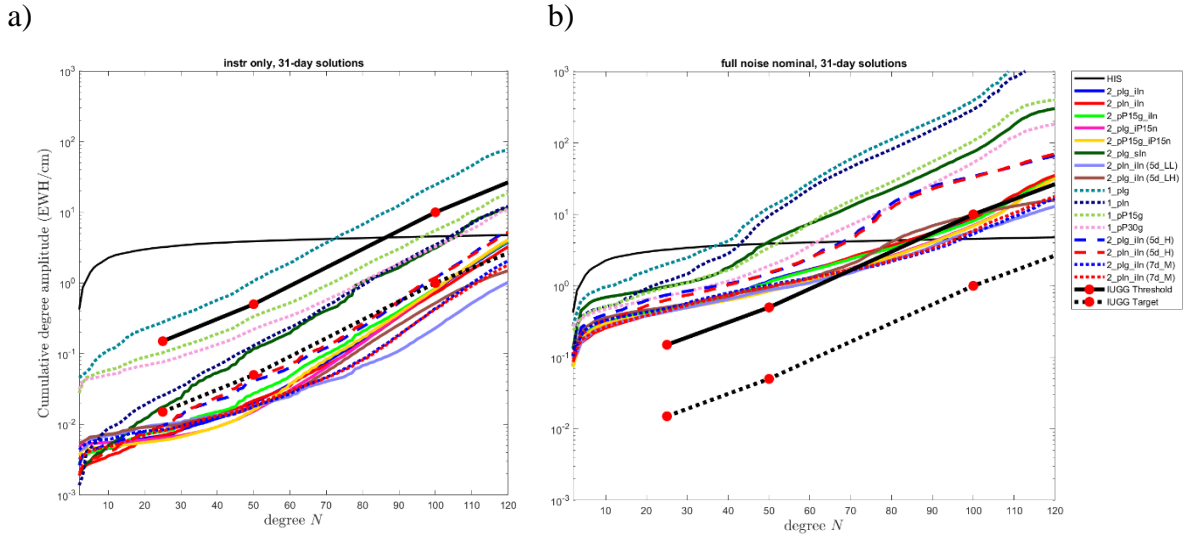 a)
b)
instr only, 31-day solutions
Cumulative degree amplitude (EWH/cm)
10³
10²
10¹
10⁰
10⁻¹
10⁻²
10⁻³
10 20 30 40 50 60 70 80 90 100 110 120
degree N
full noise nominal, 31-day solutions
10³
10²
10¹
10⁰
10⁻¹
10⁻²
10⁻³
10 20 30 40 50 60 70 80 90 100 110 120
degree N
HIS
2_plg_iln
2_pln_iln
2_pP15g_iln
2_plg_iP15n
2_pP15g_iP15n
2_plg_sln
2_pln_iln (5d_LL)
2_plg_iln (5d_LH)
1_plg
1_pln
1_pP15g
1_pP30g
2_plg_iln (5d_H)
2_pln_iln (5d_H)
2_plg_iln (7d_M)
2_pln_iln (7d_M)
IUGG Threshold
IUGG Target